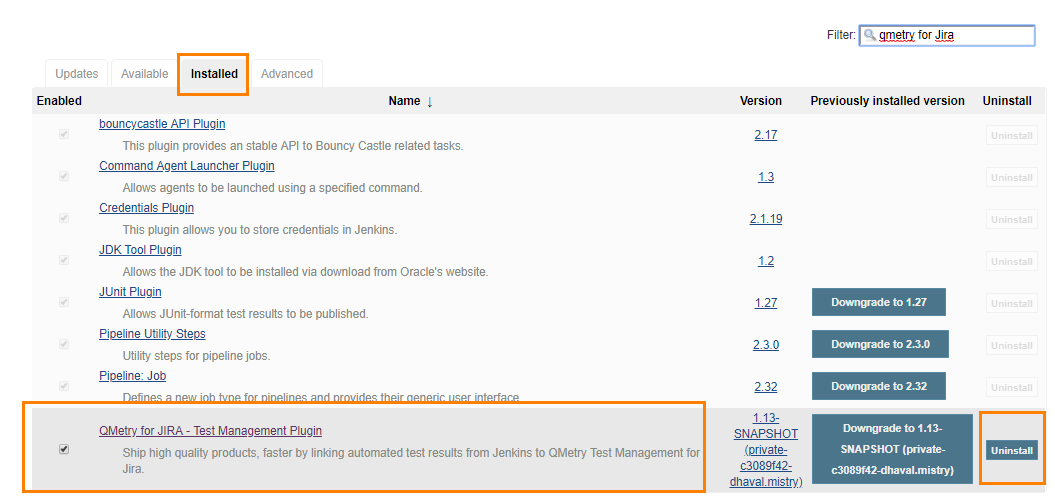 Filter: qmetry for Jira
Updates Available Installed Advanced
Enabled Name ↓ Version Previously installed version Uninstall
bouncycastle API Plugin
This plugin provides an stable API to Bouncy Castle related tasks.
2.17 Uninstall
Command Agent Launcher Plugin
Allows agents to be launched using a specified command.
1.3 Uninstall
Credentials Plugin
This plugin allows you to store credentials in Jenkins.
2.1.19 Uninstall
JDK Tool Plugin
Allows the JDK tool to be installed via download from Oracle's website.
1.2 Uninstall
JUnit Plugin
Allows JUnit-format test results to be published.
1.27 Downgrade to 1.27 Uninstall
Pipeline Utility Steps
Utility steps for pipeline jobs.
2.3.0 Downgrade to 2.3.0 Uninstall
Pipeline: Job
Defines a new job type for pipelines and provides their generic user interface
2.32 Downgrade to 2.32 Uninstall
QMetry for JIRA - Test Management Plugin
Ship high quality products, faster by linking automated test results from Jenkins to QMetry Test Management for
Jira.
1.13-
SNAPSHOT
(private-
c3089f42-
dhaval.mistry)
Downgrade to 1.13-
SNAPSHOT (private-
c3089f42-dhaval.mistry)
Uninstall